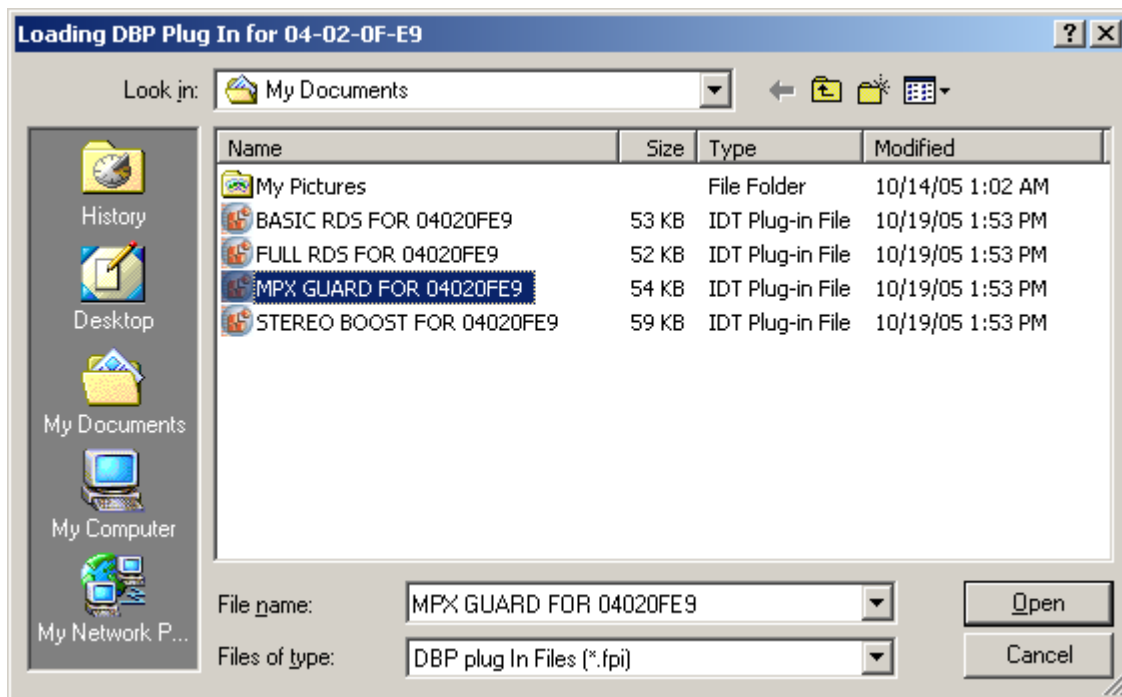 Loading DBP Plug In for 04-02-0F-E9
Look in: My Documents
History
Desktop
My Documents
My Computer
My Network P...
Name Size Type Modified
My Pictures File Folder 10/14/05 1:02 AM
BASIC RDS FOR 04020FE9 53 KB IDT Plug-in File 10/19/05 1:53 PM
FULL RDS FOR 04020FE9 52 KB IDT Plug-in File 10/19/05 1:53 PM
MPX GUARD FOR 04020FE9 54 KB IDT Plug-in File 10/19/05 1:53 PM
STEREO BOOST FOR 04020FE9 59 KB IDT Plug-in File 10/19/05 1:53 PM
File name: MPX GUARD FOR 04020FE9 Open
Files of type: DBP plug In Files (*.fpi) Cancel